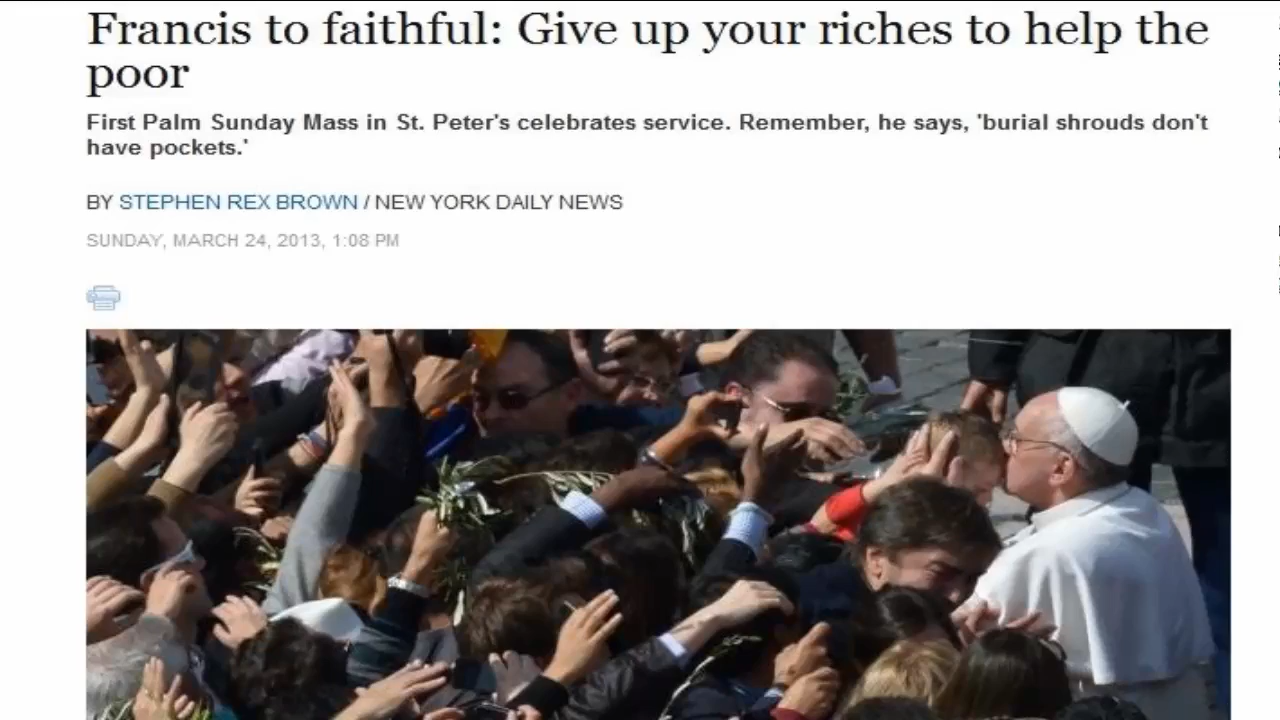 Francis to faithful: Give up your riches to help the
poor
First Palm Sunday Mass in St. Peter's celebrates service. Remember, he says, 'burial shrouds don't
have pockets.'
BY STEPHEN REX BROWN / NEW YORK DAILY NEWS
SUNDAY, MARCH 24, 2013, 1:08 PM